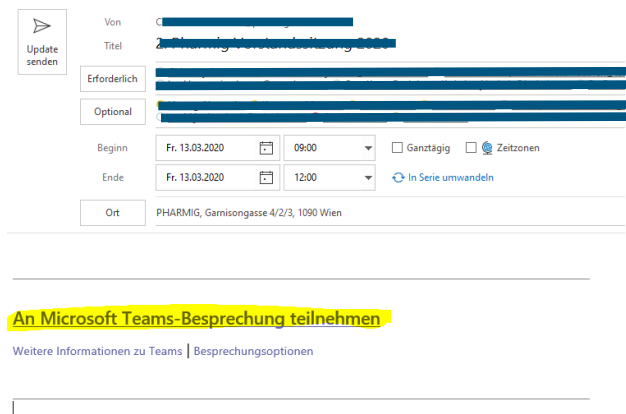 Von
Update
senden
Titel
Erforderlich
Optional
Beginn Fr. 13.03.2020 09:00 Ganztägig Zeitzonen
Ende Fr. 13.03.2020 12:00 In Serie umwandeln
Ort PHARMIG, Garnisongasse 4/2/3, 1090 Wien
An Microsoft Teams-Besprechung teilnehmen
Weitere Informationen zu Teams | Besprechungsoptionen